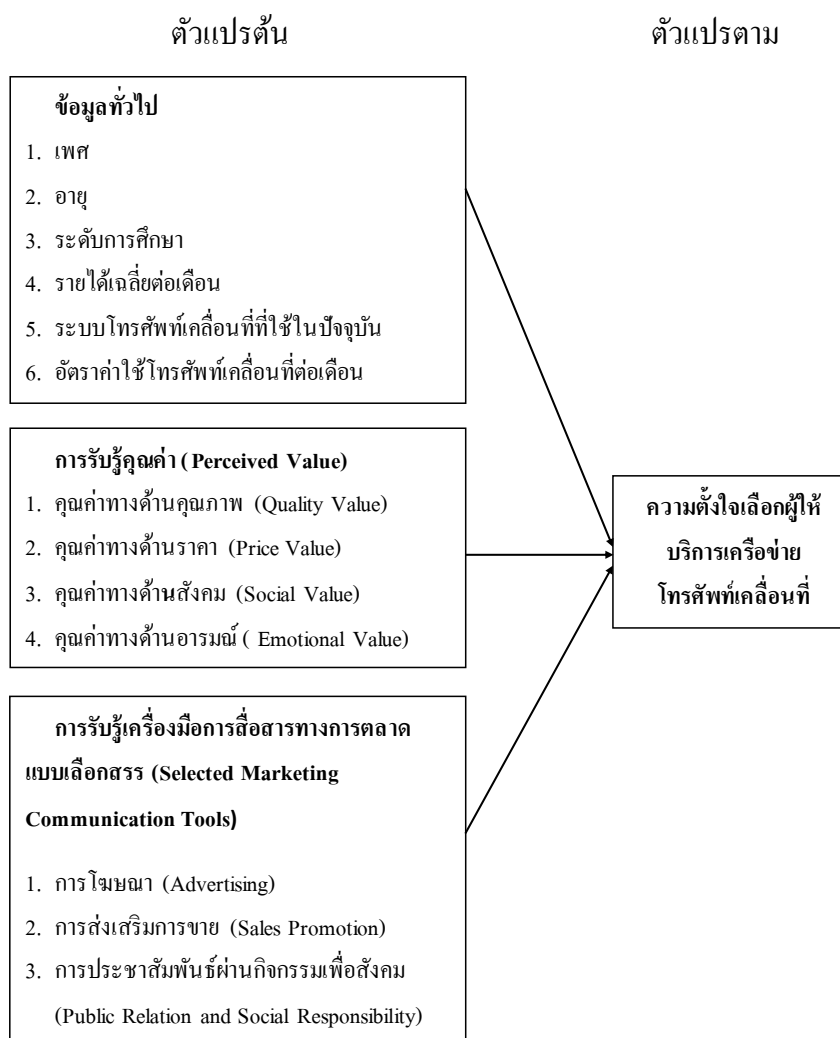 ตัวแปรต้น
ตัวแปรตาม
ข้อมูลทั่วไป
1. เพศ
2. อายุ
3. ระดับการศึกษา
4. รายได้เฉลี่ยต่อเดือน
5. ระบบโทรศัพท์เคลื่อนที่ที่ใช้ในปัจจุบัน
6. อัตราค่าใช้โทรศัพท์เคลื่อนที่ต่อเดือน
การรับรู้คุณค่า (Perceived Value)
1. คุณค่าทางด้านคุณภาพ (Quality Value)
2. คุณค่าทางด้านราคา (Price Value)
3. คุณค่าทางด้านสังคม (Social Value)
4. คุณค่าทางด้านอารมณ์ ( Emotional Value)
การรับรู้เครื่องมือการสื่อสารทางการตลาด
แบบเลือกสรร (Selected Marketing
Communication Tools)
1. การโฆษณา (Advertising)
2. การส่งเสริมการขาย (Sales Promotion)
3. การประชาสัมพันธ์ผ่านกิจกรรมเพื่อสังคม
(Public Relation and Social Responsibility)
ความตั้งใจเลือกผู้ให้
บริการเครือข่าย
โทรศัพท์เคลื่อนที่